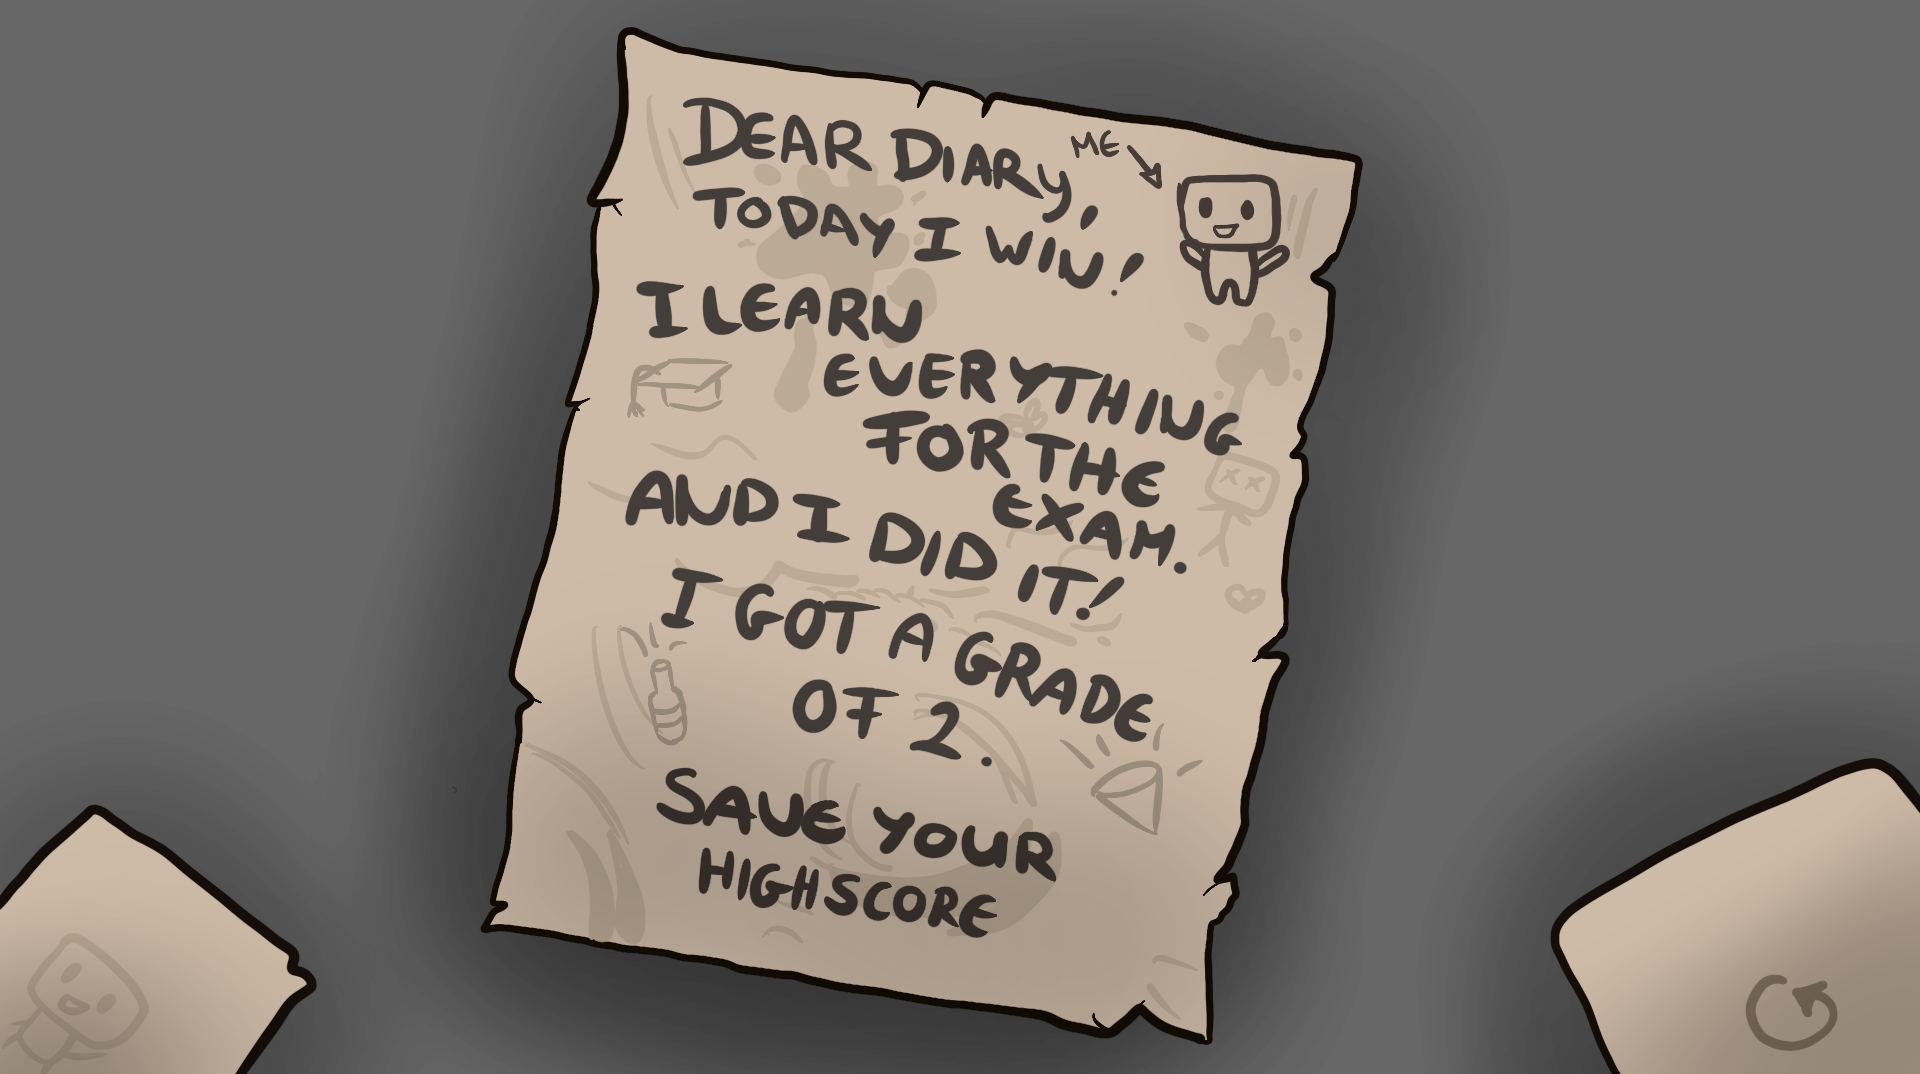 DEAR DIARY,
ME
TODAY I WIN!
I LEARN
EVERYTHING
FOR THE
EXAM.
AND I DID IT!
I GOT A GRADE
OF 2.
SAVE YOUR
HIGHSCORE